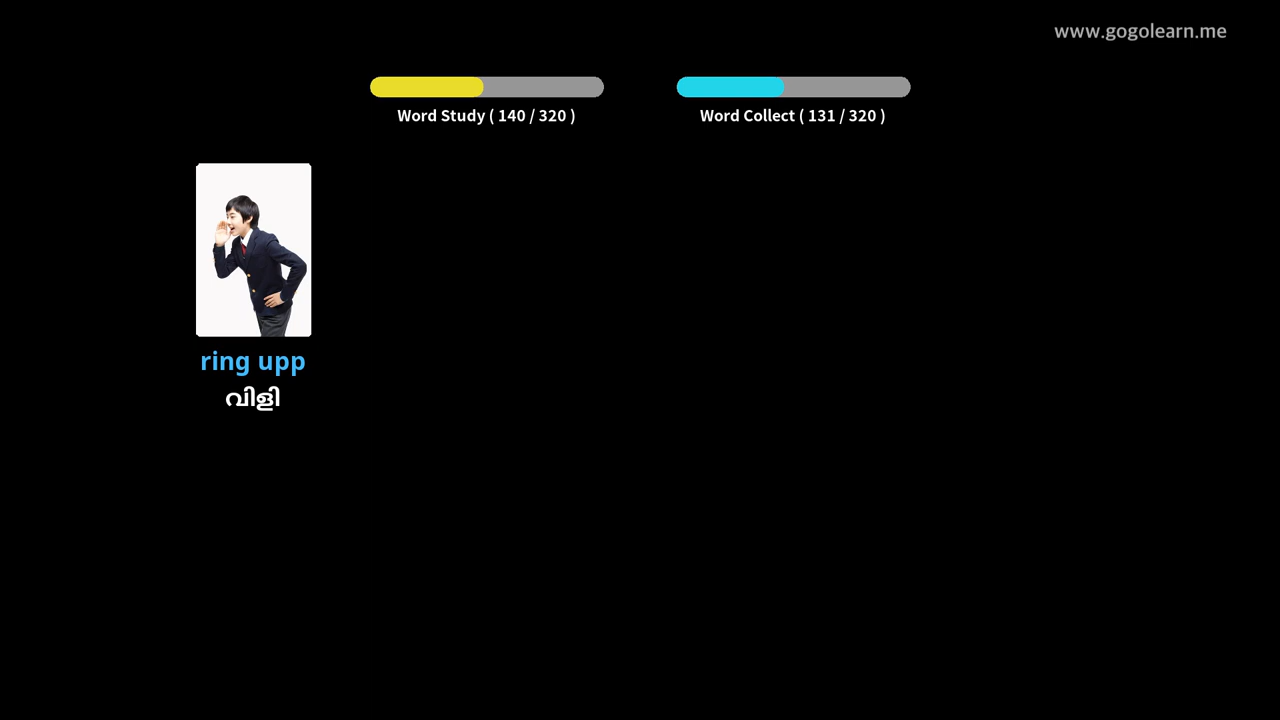 www.gogolearn.me
Word Study ( 140 / 320 )
Word Collect ( 131 / 320 )
ring upp
വിളി